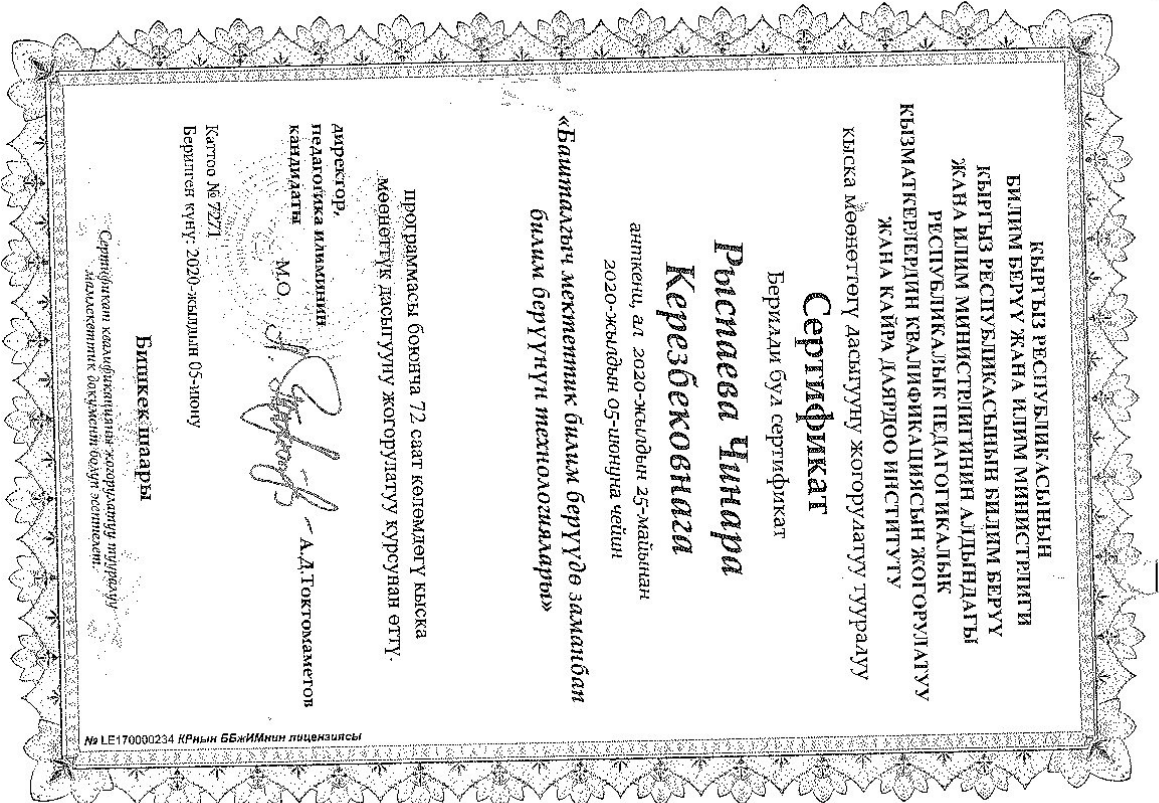 КЫРГЫЗ РЕСПУБЛИКАСЫНЫН
БИЛИМ БЕРҮҮ ЖАНА ИЛИМ МИНИСТРЛИГИ
КЫРГЫЗ РЕСПУБЛИКАСЫНЫН БИЛИМ БЕРҮҮ
ЖАНА ИЛИМ МИНИСТРЛИГИНИН АЛДЫНДАГЫ
РЕСПУБЛИКАЛЫК ПЕДАГОГИКАЛЫК
КЫЗМАТКЕРЛЕРДИН КВАЛИФИКАЦИЯСЫН ЖОГОРУЛАТУУ
ЖАНА КАЙРА ДАЯРДОО ИНСТИТУТУ
кыска мөөнөттөгү дасыгууну жогорулатуу тууралуу
Сертификат
Берилди бул сертификат
Рыспаева Чинара
Керезбековнага
анткени, ал 2020-жылдын 25-майынан
2020-жылдын 05-июнуна чейин
«Башталгыч мектептик билим берүүдө заманбап
билим берүүнүн технологиялары»
программасы боюнча 72 саат көлөмдөгү кыска
мөөнөттүк дасыгууну жогорулатуу курсунан өттү.
директор,
педагогика илиминин
кандидаты М.О. А.Д.Токтомаметов
Каттоо № 7271
Берилген күнү: 2020-жылдын 05-июну
Бишкек шаары
Сертификат квалификациянын жогорулатуу тууралуу
мамлекеттик документ болуп эсептелет.
№ LE170000234 КРнын ББжИМнин лицензиясы